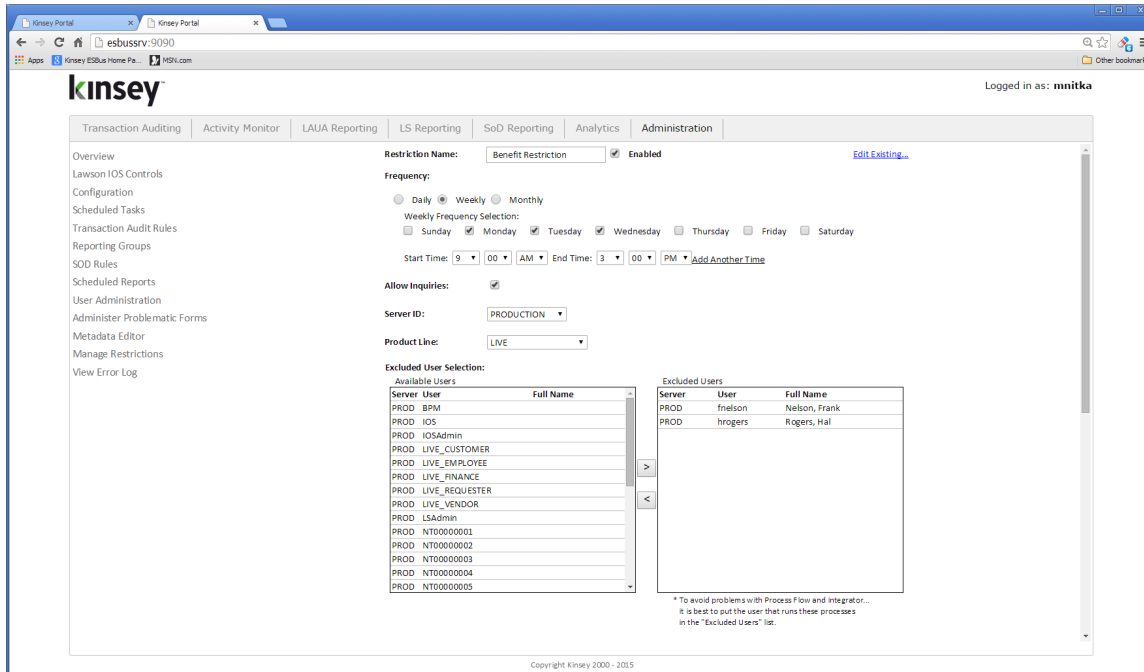 Kinsey Portal
Kinsey Portal
esbussrv:9090
Apps Kinsey ESBus Home Pa... MSN.com Other bookmark
kinsey
Logged in as: mnitka
Transaction Auditing Activity Monitor LAUA Reporting LS Reporting SoD Reporting Analytics Administration
Overview
Lawson IOS Controls
Configuration
Scheduled Tasks
Transaction Audit Rules
Reporting Groups
SOD Rules
Scheduled Reports
User Administration
Administer Problematic Forms
Metadata Editor
Manage Restrictions
View Error Log
Restriction Name: Benefit Restriction Enabled Edit Existing...
Frequency:
Daily Weekly Monthly
Weekly Frequency Selection:
Sunday Monday Tuesday Wednesday Thursday Friday Saturday
Start Time: 9 00 AM End Time: 3 00 PM Add Another Time
Allow Inquiries:
Server ID: PRODUCTION
Product Line: LIVE
Excluded User Selection:
Available Users
Server User Full Name
PROD BPM
PROD IOS
PROD IOSAdmin
PROD LIVE_CUSTOMER
PROD LIVE_EMPLOYEE
PROD LIVE_FINANCE
PROD LIVE_REQUESTER
PROD LIVE_VENDOR
PROD LSAdmin
PROD NT00000001
PROD NT00000002
PROD NT00000003
PROD NT00000004
PROD NT00000005
>
<
Excluded Users
Server User Full Name
PROD fnelson Nelson, Frank
PROD hrogers Rogers, Hal
* To avoid problems with Process Flow and Integrator...
it is best to put the user that runs these processes
in the "Excluded Users" list.
Copyright Kinsey 2000 - 2015